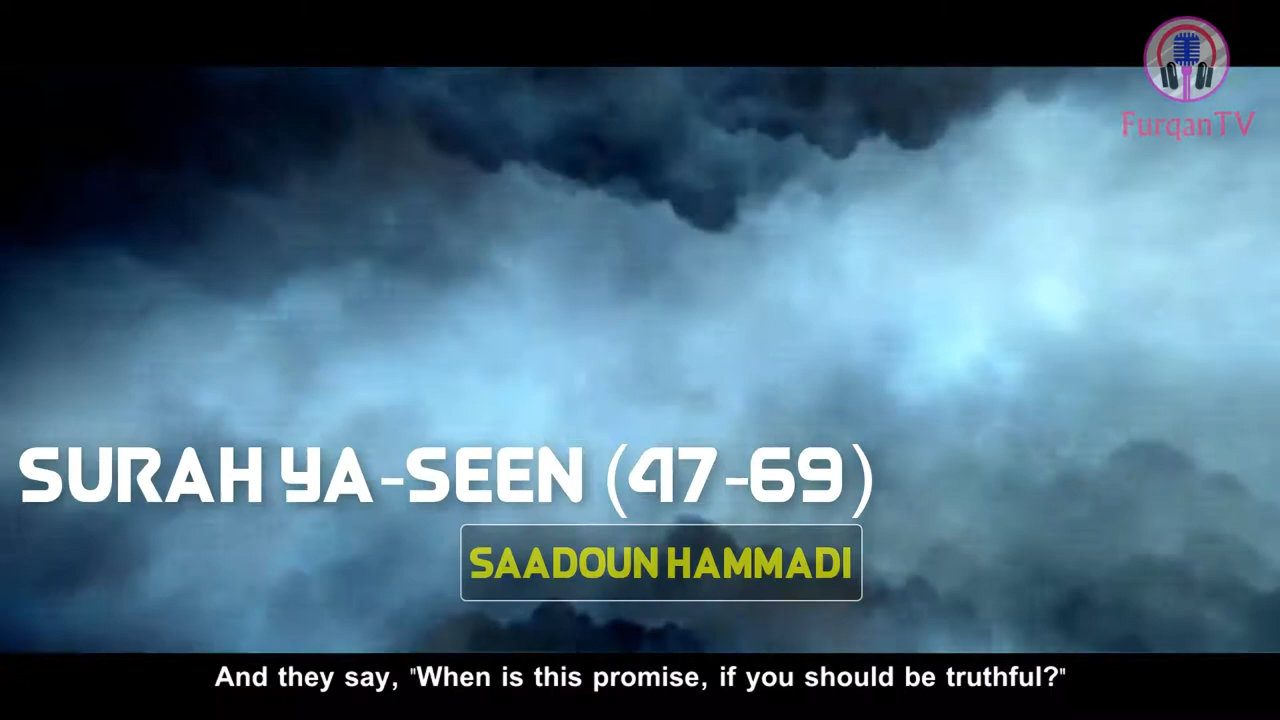 FurqanTV
SURAH YA-SEEN (47-69)
SAADOUN HAMMADI
And they say, "When is this promise, if you should be truthful?"